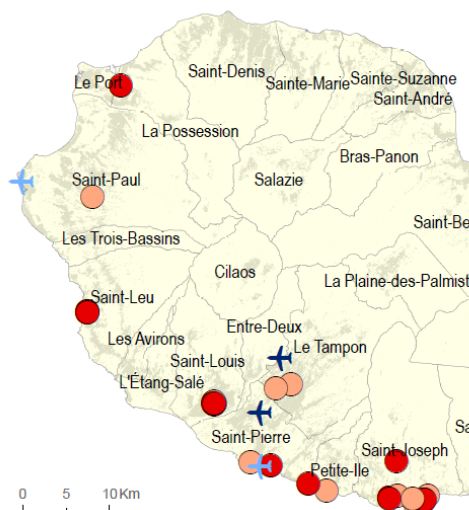 Saint-Denis
Sainte-Marie
Sainte-Suzanne
Le Port
Saint-André
La Possession
Bras-Panon
Saint-Paul
Salazie
Saint-Be
Les Trois-Bassins
Cilaos
La Plaine-des-Palmist
Saint-Leu
Entre-Deux
Les Avirons
Le Tampon
Saint-Louis
L'Étang-Salé
Saint-Pierre
Sa
Saint-Joseph
Petite-Ile
0 5 10Km